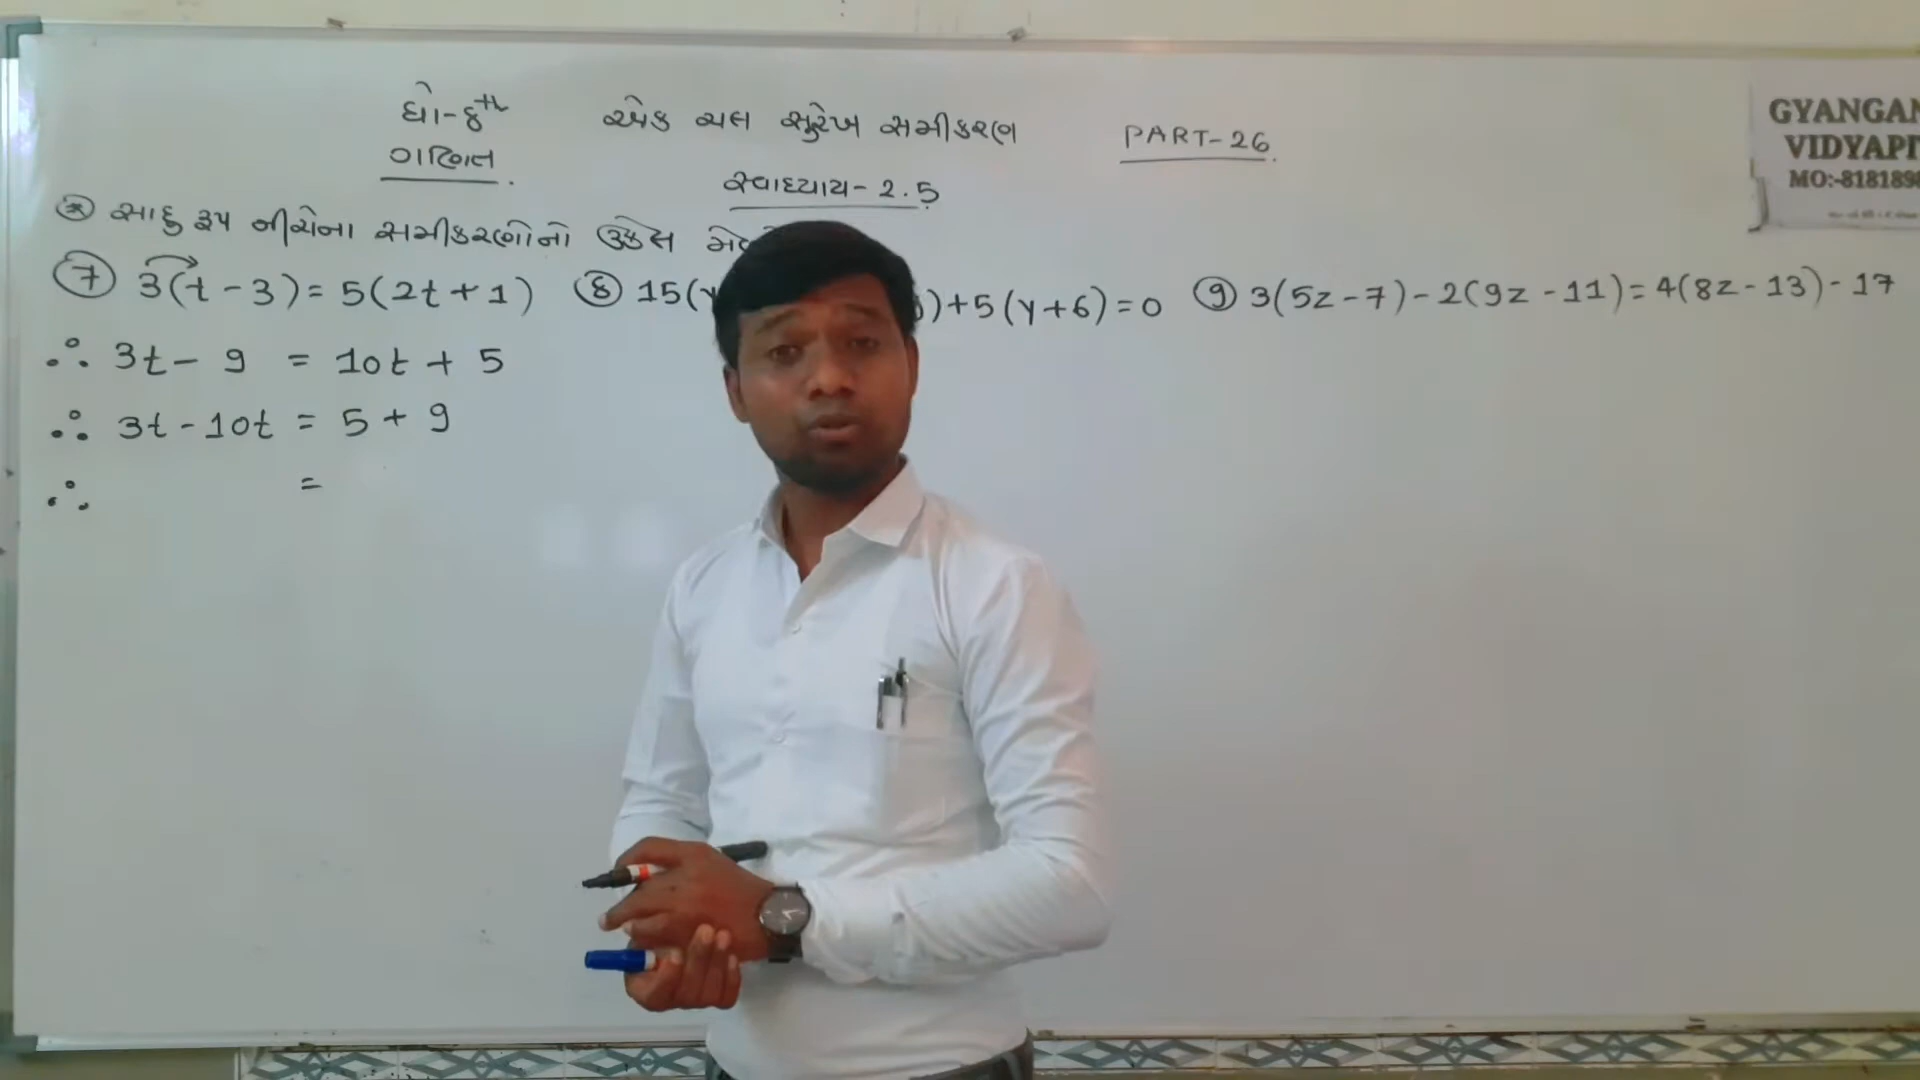 ધો-8th એક ચલ સુરેખ સમીકરણ PART-26
ગણિત
સ્વાધ્યાય-2.5
સાદુ રૂપ નીચેના સમીકરણોનો ઉકેલ
7 3(t-3)=5(2t+1) 8 15(y )+5(y+6)=0 9 3(5z-7)-2(9z-11)=4(8z-13)-17
∴ 3t-9 = 10t+5
∴ 3t-10t = 5+9
∴ =
GYANGAN
VIDYAPI
MO:-8181898